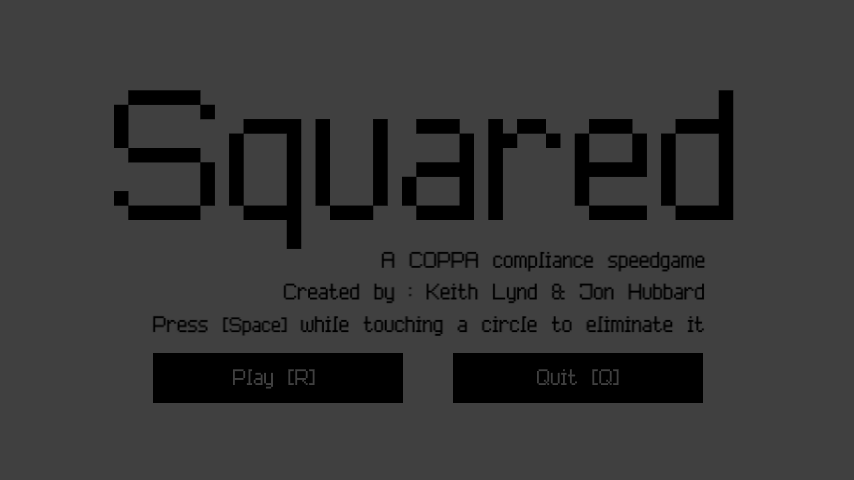 Squared
A COPPA compliance speedgame
Created by : Keith Lynd & Jon Hubbard
Press [Space] while touching a circle to eliminate it
Play [R]
Quit [Q]